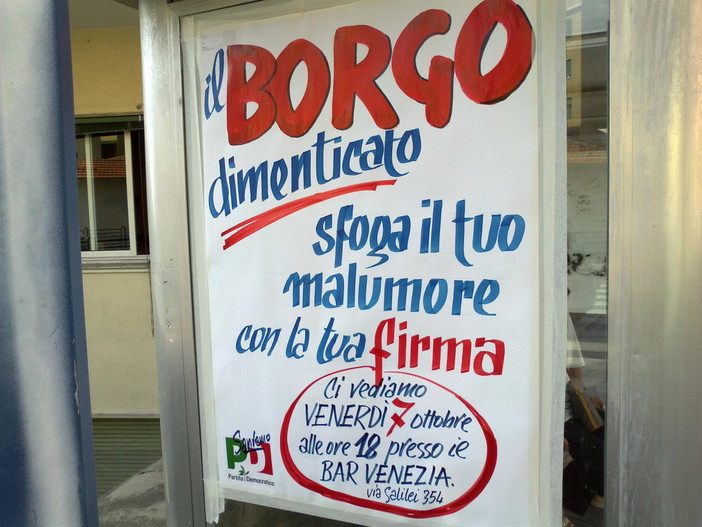 il BORGO
dimenticato
sfoga il tuo
malumore
con la tua firma
Ci vediamo
VENERDÌ 7 ottobre
alle ore 18 presso il
BAR VENEZIA.
via Galilei 354
Sanremo
PD
Partito Democratico